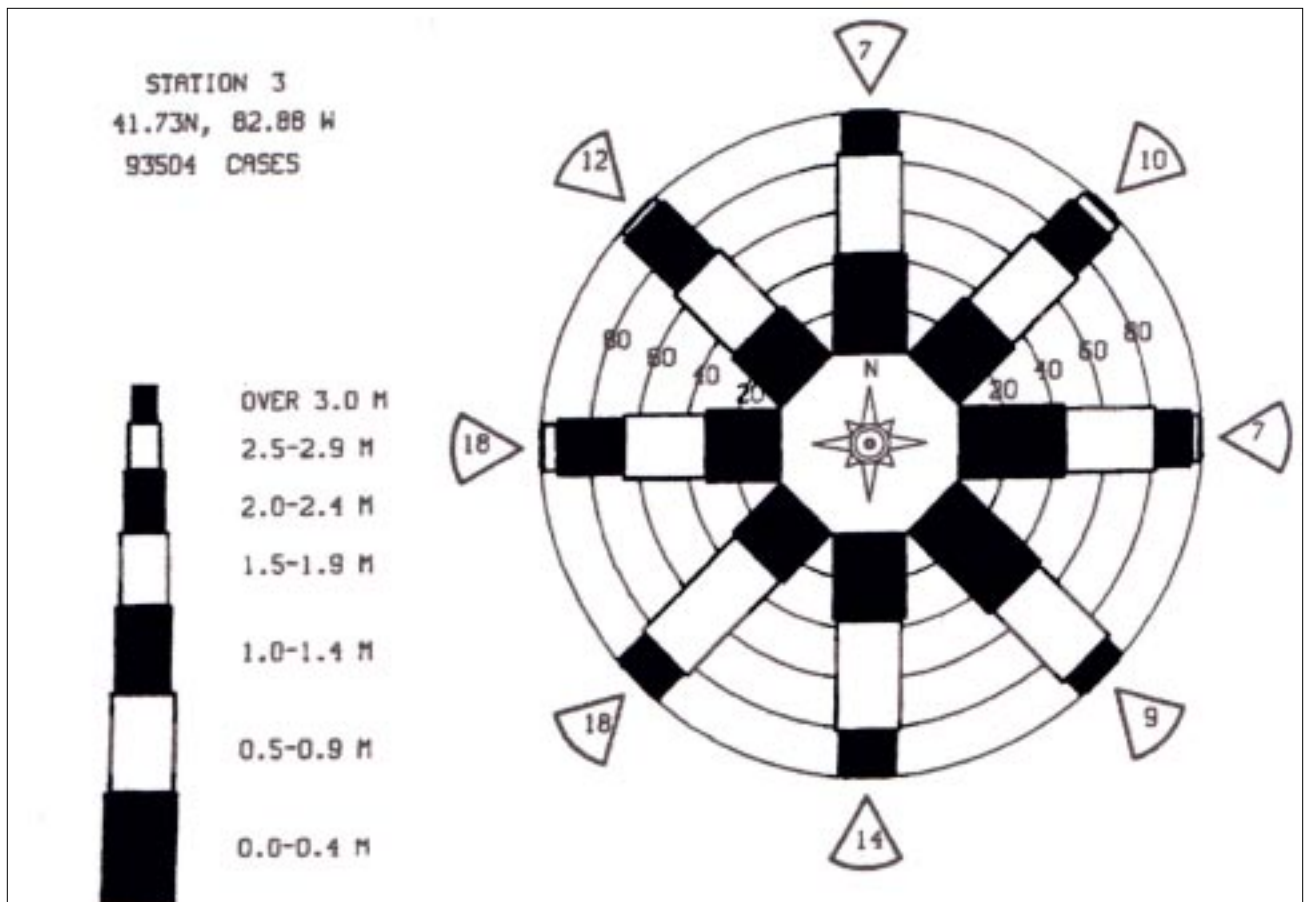 STATION 3
41.73N, 82.88 W
93504 CASES
OVER 3.0 M
2.5-2.9 M
2.0-2.4 M
1.5-1.9 M
1.0-1.4 M
0.5-0.9 M
0.0-0.4 M
7
12
10
80
60
40
20
N
20
40
60
80
18
7
18
9
14